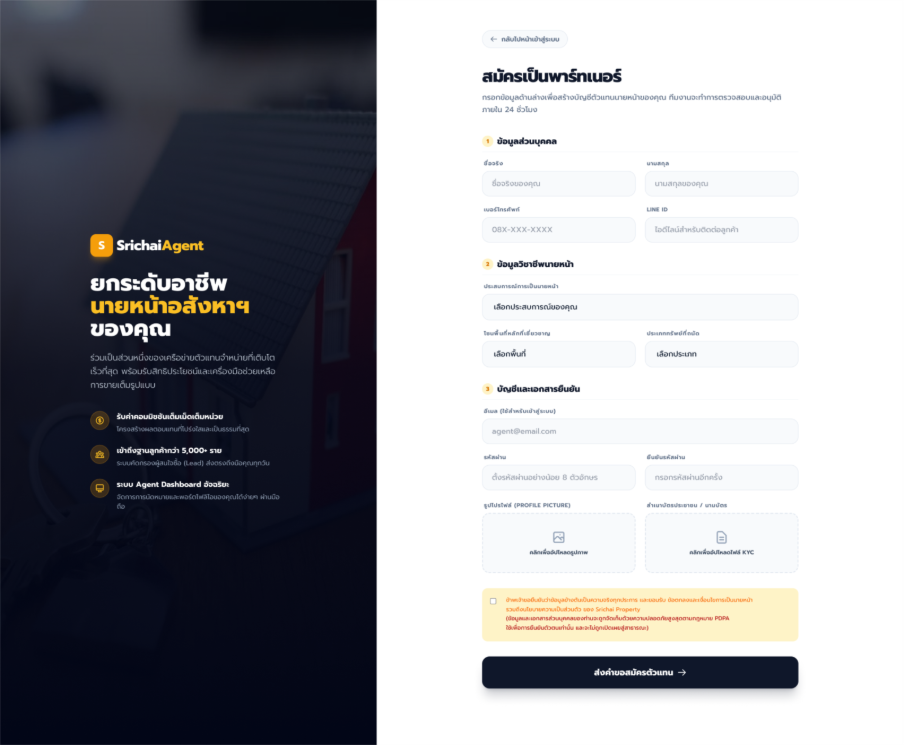 S SrichaiAgent
ยกระดับอาชีพ
นายหน้าอสังหาฯ
ของคุณ
ร่วมเป็นส่วนหนึ่งของเครือข่ายตัวแทนจำหน่ายที่เติบโต
เร็วที่สุด พร้อมรับสิทธิประโยชน์และเครื่องมือช่วยเหลือ
การขายเต็มรูปแบบ
รับค่าคอมมิชชันเต็มเม็ดเต็มหน่วย
โครงสร้างผลตอบแทนที่โปร่งใสและเป็นธรรมที่สุด
เข้าถึงฐานลูกค้ากว่า 5,000+ ราย
ระบบคัดกรองผู้สนใจซื้อ (Lead) ส่งตรงถึงมือคุณทุกวัน
ระบบ Agent Dashboard อัจฉริยะ
จัดการการนัดหมายและพอร์ตโฟลิโอของคุณได้ง่ายๆ ผ่านมือ
ถือ
← กลับไปหน้าเข้าสู่ระบบ
สมัครเป็นพาร์ทเนอร์
กรอกข้อมูลด้านล่างเพื่อสร้างบัญชีตัวแทนนายหน้าของคุณ ทีมงานจะทำการตรวจสอบและอนุมัติ
ภายใน 24 ชั่วโมง
1 ข้อมูลส่วนบุคคล
ชื่อจริง นามสกุล
ชื่อจริงของคุณ นามสกุลของคุณ
เบอร์โทรศัพท์ LINE ID
08X-XXX-XXXX ไอดีไลน์สำหรับติดต่อลูกค้า
2 ข้อมูลวิชาชีพนายหน้า
ประสบการณ์การเป็นนายหน้า
เลือกประสบการณ์ของคุณ
โซนพื้นที่หลักที่เชี่ยวชาญ ประเภททรัพย์ที่ถนัด
เลือกพื้นที่ เลือกประเภท
3 บัญชีและเอกสารยืนยัน
อีเมล (ใช้สำหรับเข้าสู่ระบบ)
agent@email.com
รหัสผ่าน ยืนยันรหัสผ่าน
ตั้งรหัสผ่านอย่างน้อย 8 ตัวอักษร กรอกรหัสผ่านอีกครั้ง
รูปโปรไฟล์ (PROFILE PICTURE) สำเนาบัตรประชาชน / นามบัตร
คลิกเพื่ออัปโหลดรูปภาพ คลิกเพื่ออัปโหลดไฟล์ KYC
ข้าพเจ้าขอยืนยันว่าข้อมูลข้างต้นเป็นความจริงทุกประการ และยอมรับ ข้อตกลงและเงื่อนไขการเป็นนายหน้า
รวมถึงนโยบายความเป็นส่วนตัว ของ Srichai Property
(ข้อมูลและเอกสารส่วนบุคคลของท่านจะถูกจัดเก็บด้วยความปลอดภัยสูงสุดตามกฎหมาย PDPA
ใช้เพื่อการยืนยันตัวตนเท่านั้น และจะไม่ถูกเปิดเผยสู่สาธารณะ)
ส่งคำขอสมัครตัวแทน →